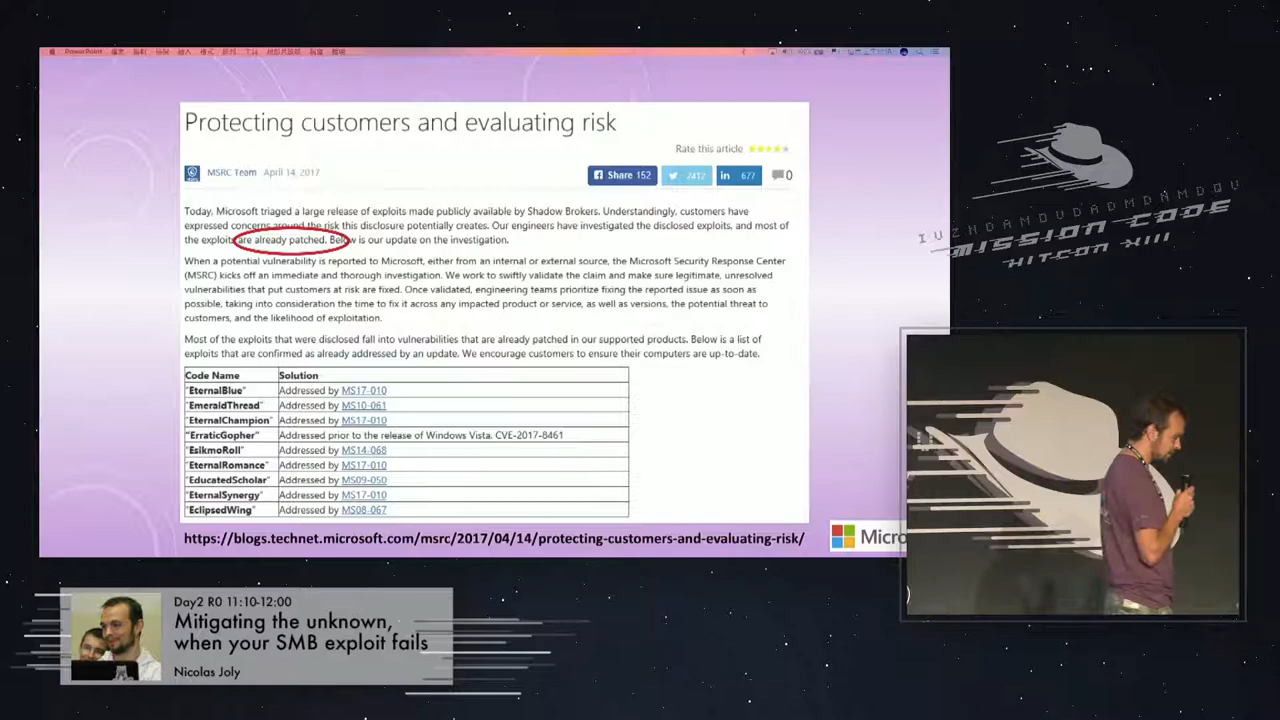 PowerPoint
Protecting customers and evaluating risk
Rate this article
MSRC Team April 14, 2017
Share 152
2412
in 677
0
Today, Microsoft triaged a large release of exploits made publicly available by Shadow Brokers. Understandingly, customers have
expressed concerns around the risk this disclosure potentially creates. Our engineers have investigated the disclosed exploits, and most of
the exploits are already patched. Below is our update on the investigation.
When a potential vulnerability is reported to Microsoft, either from an internal or external source, the Microsoft Security Response Center
(MSRC) kicks off an immediate and thorough investigation. We work to swiftly validate the claim and make sure legitimate, unresolved
vulnerabilities that put customers at risk are fixed. Once validated, engineering teams prioritize fixing the reported issue as soon as
possible, taking into consideration the time to fix it across any impacted product or service, as well as versions, the potential threat to
customers, and the likelihood of exploitation.
Most of the exploits that were disclosed fall into vulnerabilities that are already patched in our supported products. Below is a list of
exploits that are confirmed as already addressed by an update. We encourage customers to ensure their computers are up-to-date.
Code Name Solution
"EternalBlue" Addressed by MS17-010
"EmeraldThread" Addressed by MS10-061
"EternalChampion" Addressed by MS17-010
"ErraticGopher" Addressed prior to the release of Windows Vista. CVE-2017-8461
"EsikmoRoll" Addressed by MS14-068
"EternalRomance" Addressed by MS17-010
"EducatedScholar" Addressed by MS09-050
"EternalSynergy" Addressed by MS17-010
"EclipsedWing" Addressed by MS08-067
https://blogs.technet.microsoft.com/msrc/2017/04/14/protecting-customers-and-evaluating-risk/
Micro
MISSION CODE
HITCON XIII
Day2 R0 11:10-12:00
Mitigating the unknown,
when your SMB exploit fails
Nicolas Joly